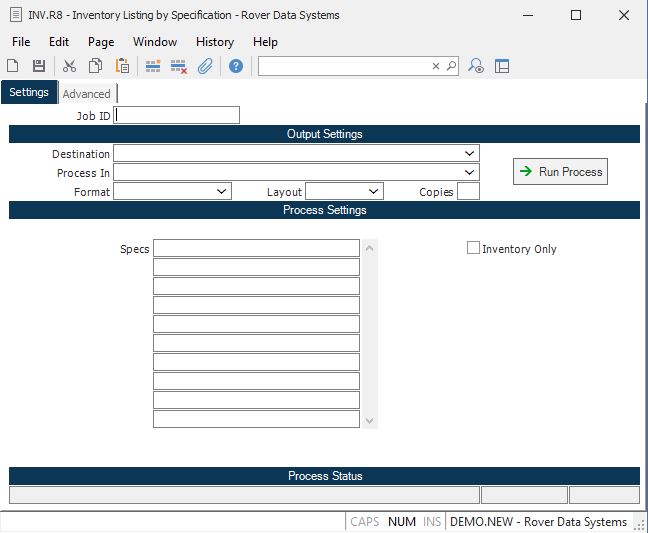 INV.R8 - Inventory Listing by Specification - Rover Data Systems
File Edit Page Window History Help
Settings Advanced
Job ID
Output Settings
Destination
Process In
Run Process
Format Layout Copies
Process Settings
Specs
Inventory Only
Process Status
CAPS NUM INS DEMO.NEW - Rover Data Systems